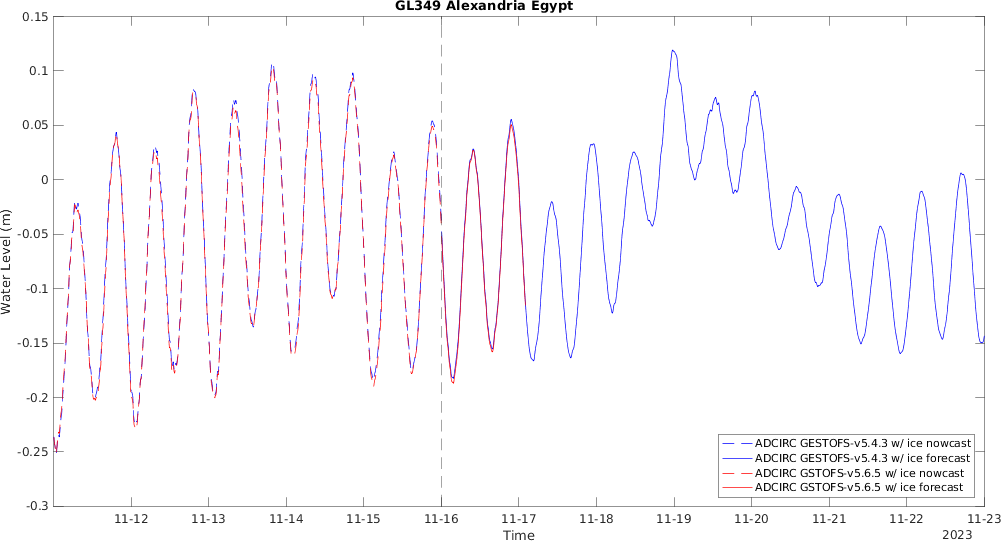 GL349 Alexandria Egypt
0.15
0.1
0.05
0
-0.05
-0.1
-0.15
-0.2
-0.25
-0.3
Water Level (m)
ADCIRC GESTOFS-v5.4.3 w/ ice nowcast
ADCIRC GESTOFS-v5.4.3 w/ ice forecast
ADCIRC GSTOFS-v5.6.5 w/ ice nowcast
ADCIRC GSTOFS-v5.6.5 w/ ice forecast
11-12 11-13 11-14 11-15 11-16 11-17 11-18 11-19 11-20 11-21 11-22 11-23
Time
2023